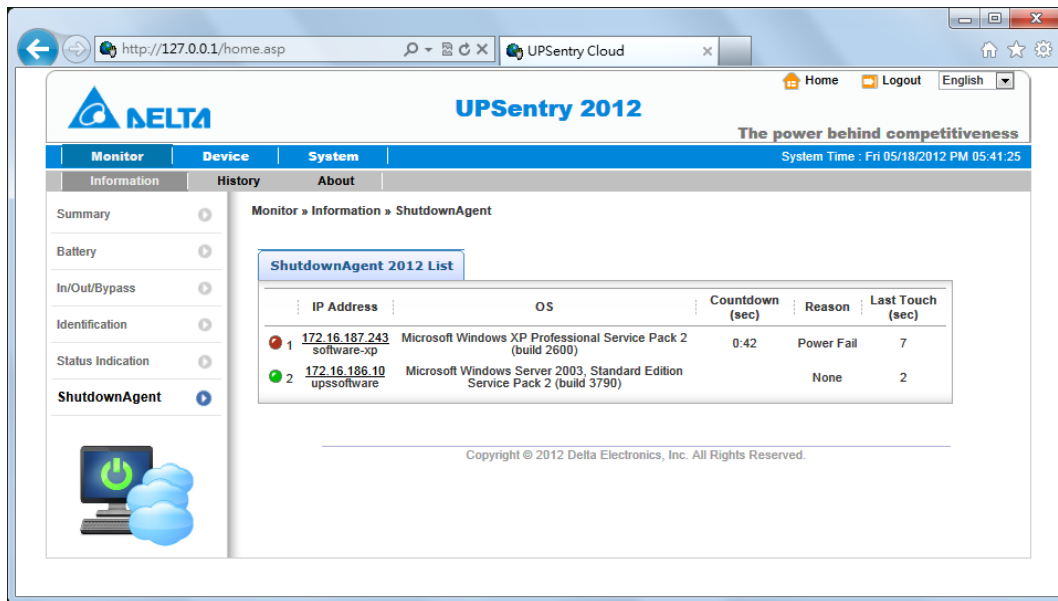 http://127.0.0.1/home.asp
UPSentry Cloud
Home
Logout
English
DELTA
UPSentry 2012
The power behind competitiveness
Monitor
Device
System
System Time : Fri 05/18/2012 PM 05:41:25
Information
History
About
Summary
Battery
In/Out/Bypass
Identification
Status Indication
ShutdownAgent
Monitor » Information » ShutdownAgent
ShutdownAgent 2012 List
IP Address
OS
Countdown
(sec)
Reason
Last Touch
(sec)
1
172.16.187.243
software-xp
Microsoft Windows XP Professional Service Pack 2
(build 2600)
0:42
Power Fail
7
2
172.16.186.10
upssoftware
Microsoft Windows Server 2003, Standard Edition
Service Pack 2 (build 3790)
None
2
Copyright © 2012 Delta Electronics, Inc. All Rights Reserved.